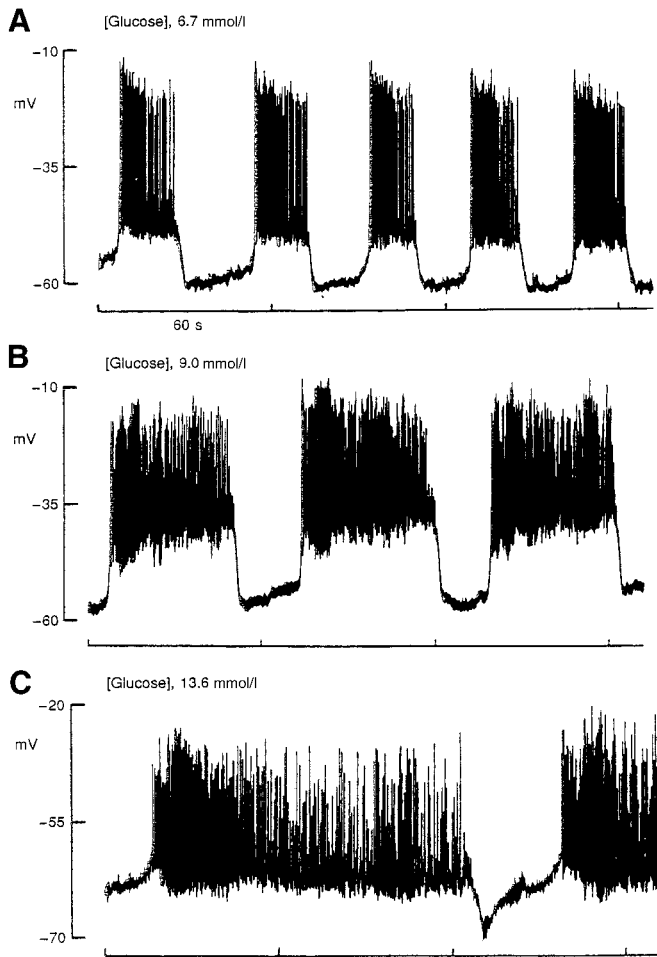 A
[Glucose], 6.7 mmol/l
-10
mV
-35
-60
60 s
B
[Glucose], 9.0 mmol/l
-10
mV
-35
-60
C
[Glucose], 13.6 mmol/l
-20
mV
-55
-70